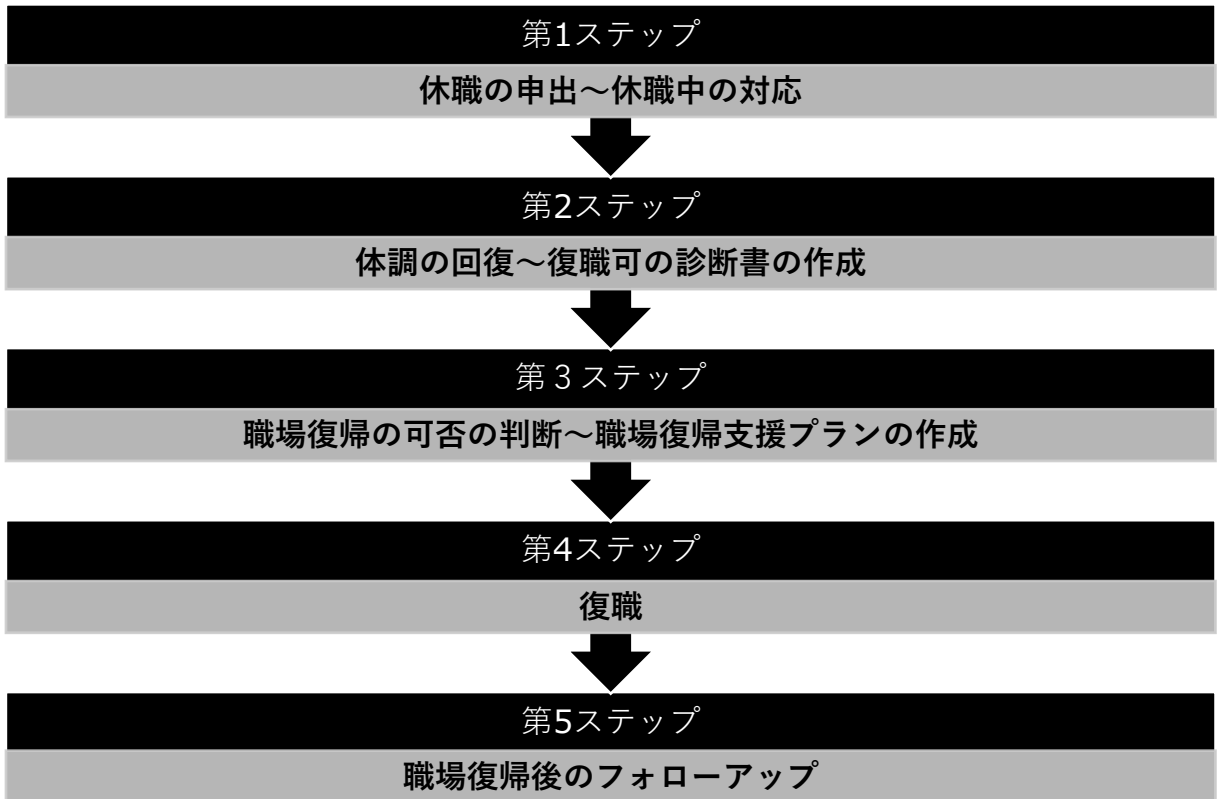 第1ステップ
休職の申出～休職中の対応
第2ステップ
体調の回復～復職可の診断書の作成
第３ステップ
職場復帰の可否の判断～職場復帰支援プランの作成
第4ステップ
復職
第5ステップ
職場復帰後のフォローアップ